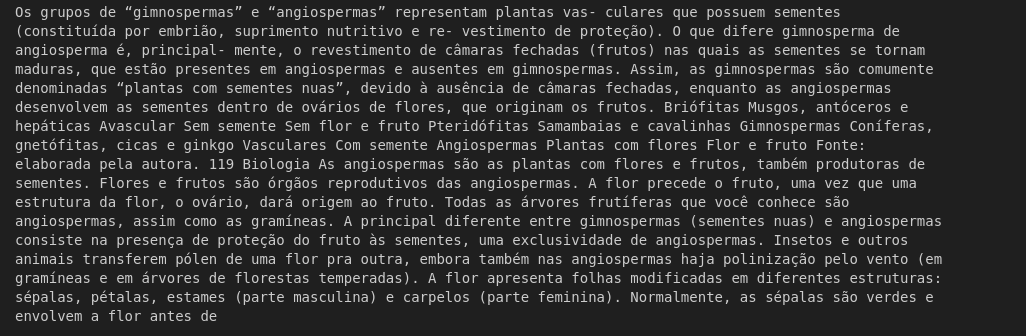 Os grupos de “gimnospermas” e “angiospermas” representam plantas vas- culares que possuem sementes
(constituída por embrião, suprimento nutritivo e re- vestimento de proteção). O que difere gimnosperma de
angiosperma é, principal- mente, o revestimento de câmaras fechadas (frutos) nas quais as sementes se tornam
maduras, que estão presentes em angiospermas e ausentes em gimnospermas. Assim, as gimnospermas são comumente
denominadas “plantas com sementes nuas”, devido à ausência de câmaras fechadas, enquanto as angiospermas
desenvolvem as sementes dentro de ovários de flores, que originam os frutos. Briófitas Musgos, antóceros e
hepáticas Avascular Sem semente Sem flor e fruto Pteridófitas Samambaias e cavalinhas Gimnospermas Coníferas,
gnetófitas, cicas e ginkgo Vasculares Com semente Angiospermas Plantas com flores Flor e fruto Fonte:
elaborada pela autora. 119 Biologia As angiospermas são as plantas com flores e frutos, também produtoras de
sementes. Flores e frutos são órgãos reprodutivos das angiospermas. A flor precede o fruto, uma vez que uma
estrutura da flor, o ovário, dará origem ao fruto. Todas as árvores frutíferas que você conhece são
angiospermas, assim como as gramíneas. A principal diferente entre gimnospermas (sementes nuas) e angiospermas
consiste na presença de proteção do fruto às sementes, uma exclusividade de angiospermas. Insetos e outros
animais transferem pólen de uma flor pra outra, embora também nas angiospermas haja polinização pelo vento (em
gramíneas e em árvores de florestas temperadas). A flor apresenta folhas modificadas em diferentes estruturas:
sépalas, pétalas, estames (parte masculina) e carpelos (parte feminina). Normalmente, as sépalas são verdes e
envolvem a flor antes de